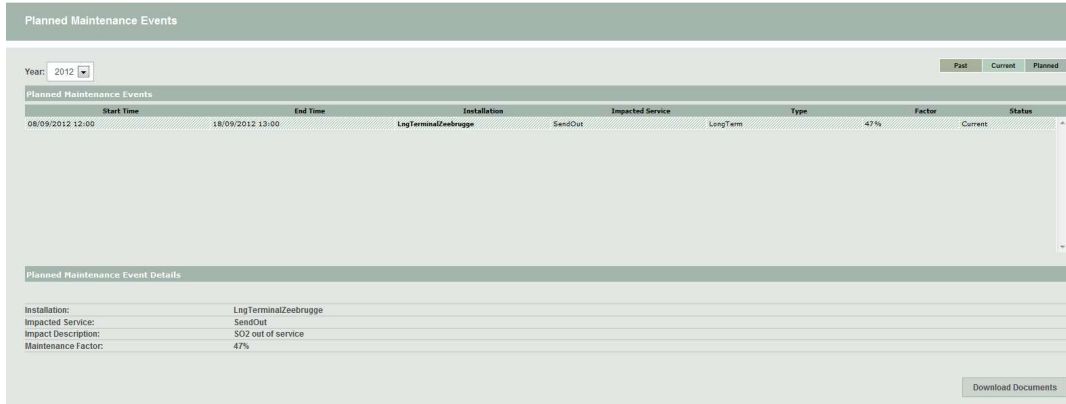 Planned Maintenance Events
Year: 2012
Past Current Planned
Planned Maintenance Events
Start Time End Time Installation Impacted Service Type Factor Status
08/09/2012 12:00 18/09/2012 13:00 LngTerminalZeebrugge SendOut LongTerm 47% Current
Planned Maintenance Event Details
Installation: LngTerminalZeebrugge
Impacted Service: SendOut
Impact Description: SO2 out of service
Maintenance Factor: 47%
Download Documents